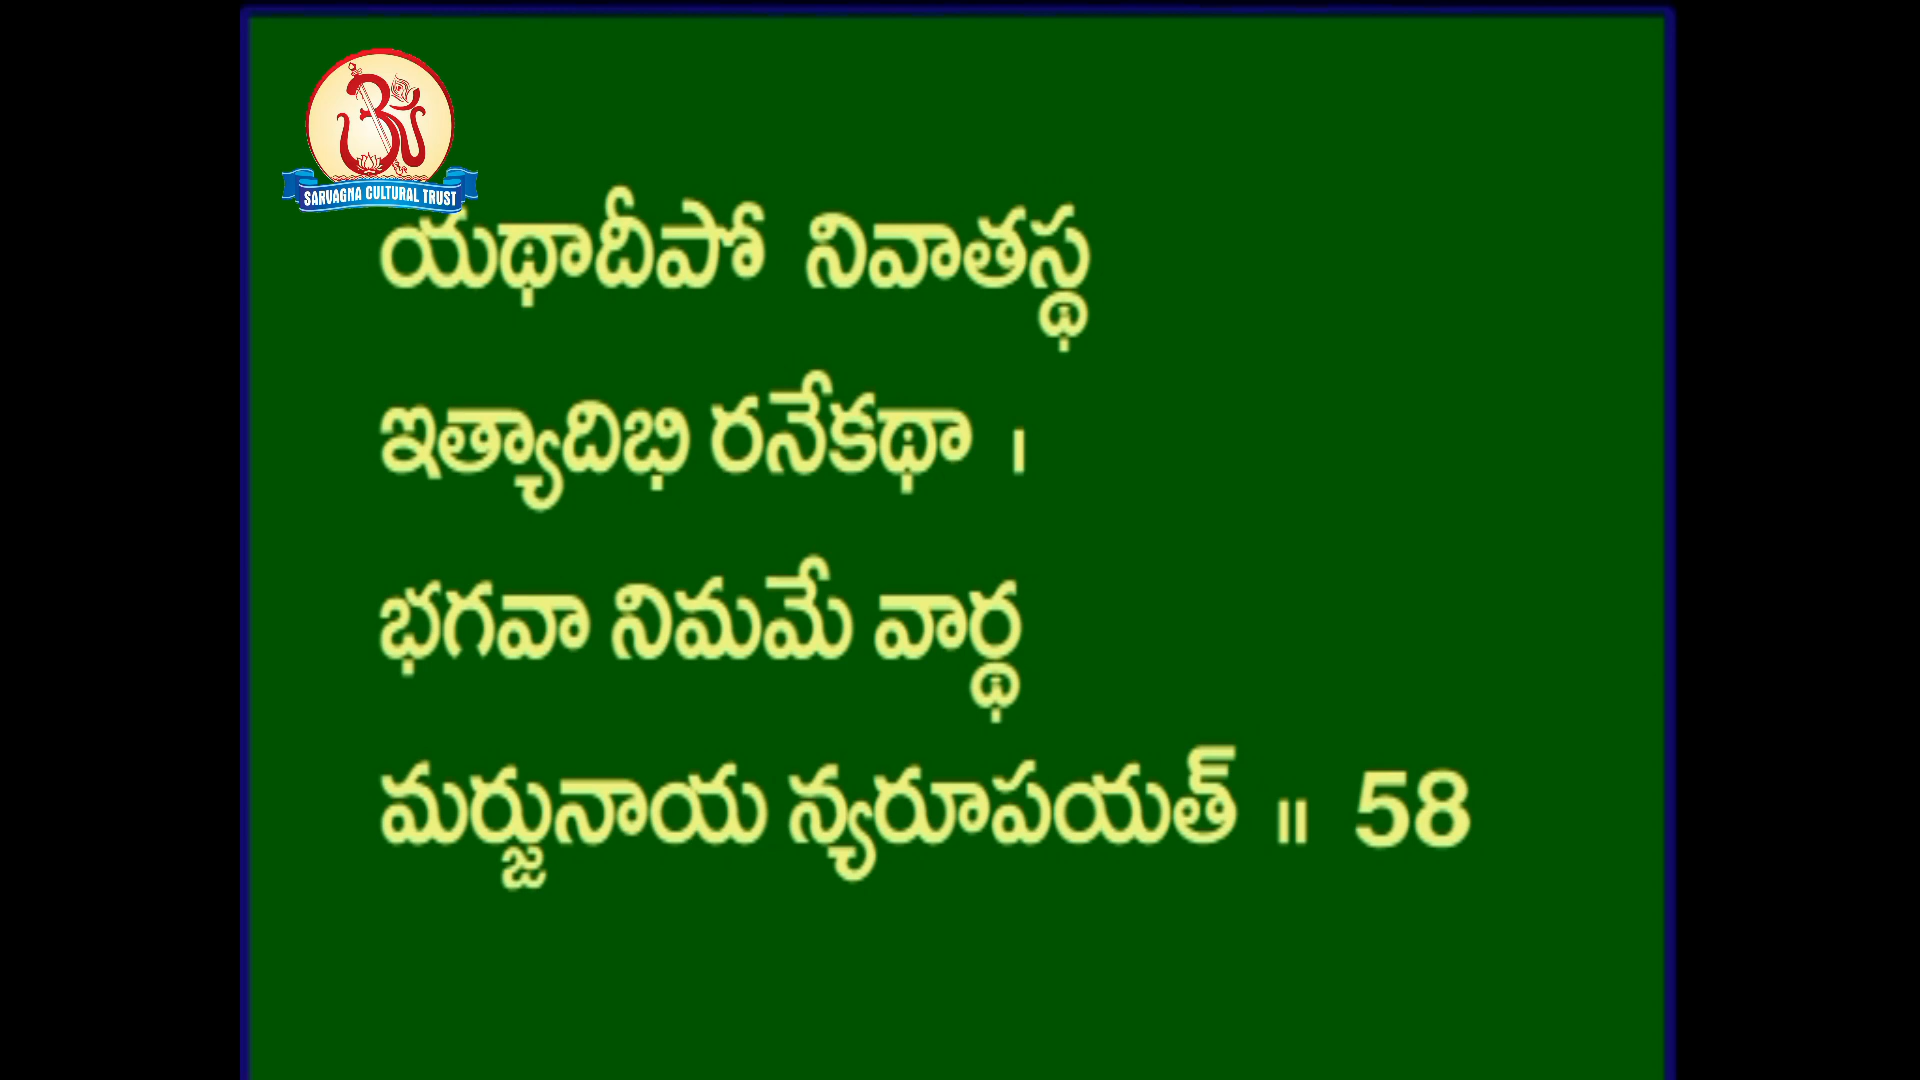 SARVAGNA CULTURAL TRUST
యథాదీపో నివాతస్థ
ఇత్యాదిభి రనేకథా ।
భగవా నిమమే వార్థ
మర్జునాయ న్యరూపయత్ ॥ 58